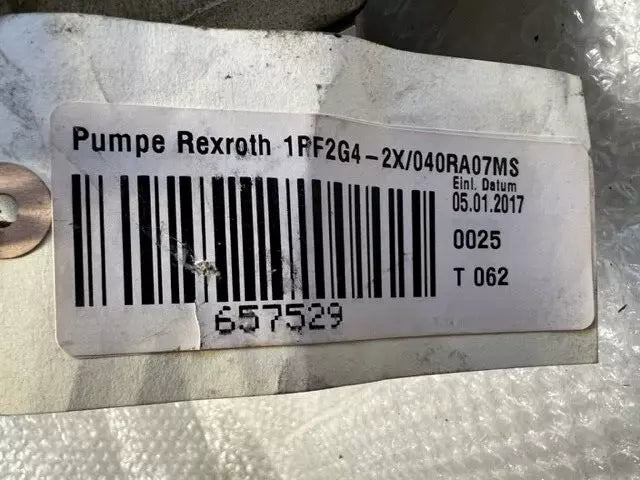 Pumpe Rexroth 1PF2G4-2X/040RA07MS
Einl. Datum
05.01.2017
0025
T 062
657529